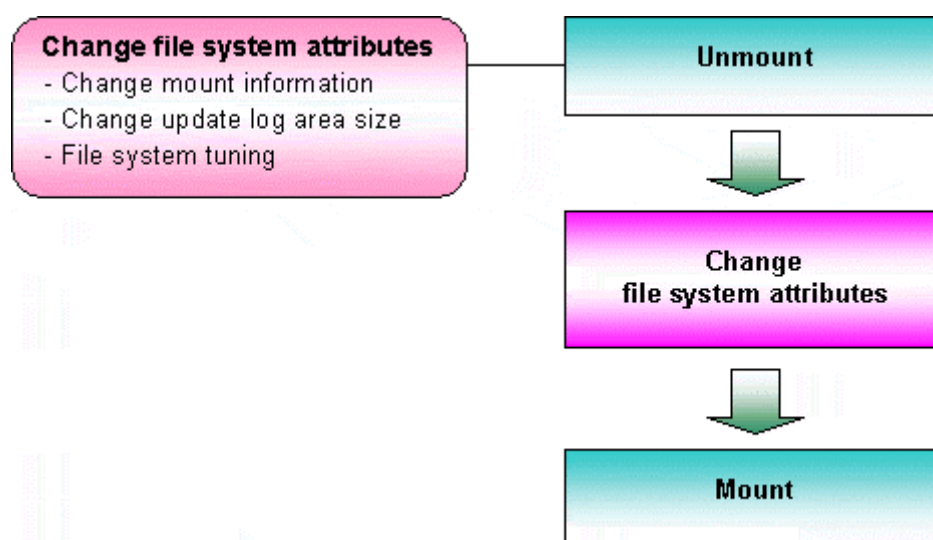 Change file system attributes
- Change mount information
- Change update log area size
- File system tuning
Unmount
Change
file system attributes
Mount